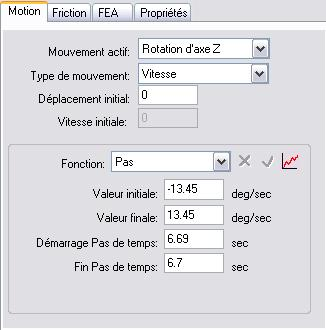 Motion Friction FEA Propriétés
Mouvement actif: Rotation d'axe Z
Type de mouvement: Vitesse
Déplacement initial: 0
Vitesse initiale: 0
Fonction: Pas
Valeur initiale: -13.45 deg/sec
Valeur finale: 13.45 deg/sec
Démarrage Pas de temps: 6.69 sec
Fin Pas de temps: 6.7 sec